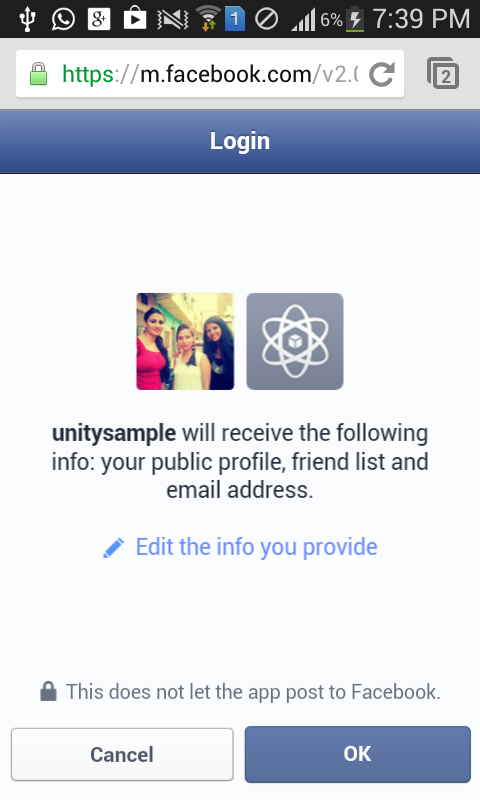 1 6% 7:39 PM
https://m.facebook.com/v2.0
2
Login
unitysample will receive the following
info: your public profile, friend list and
email address.
Edit the info you provide
This does not let the app post to Facebook.
Cancel OK